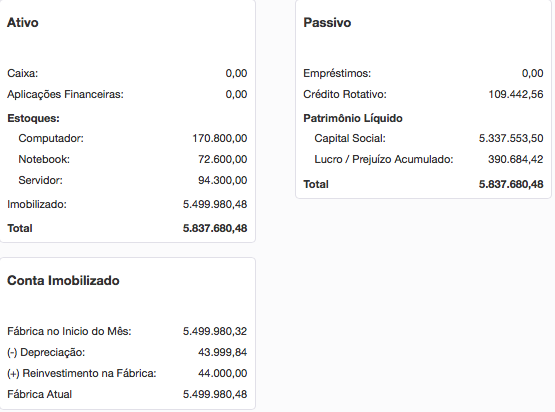 Ativo
Caixa: 0,00
Aplicações Financeiras: 0,00
Estoques:
Computador: 170.800,00
Notebook: 72.600,00
Servidor: 94.300,00
Imobilizado: 5.499.980,48
Total 5.837.680,48
Passivo
Empréstimos: 0,00
Crédito Rotativo: 109.442,56
Patrimônio Líquido
Capital Social: 5.337.553,50
Lucro / Prejuízo Acumulado: 390.684,42
Total 5.837.680,48
Conta Imobilizado
Fábrica no Inicio do Mês: 5.499.980,32
(-) Depreciação: 43.999,84
(+) Reinvestimento na Fábrica: 44.000,00
Fábrica Atual 5.499.980,48